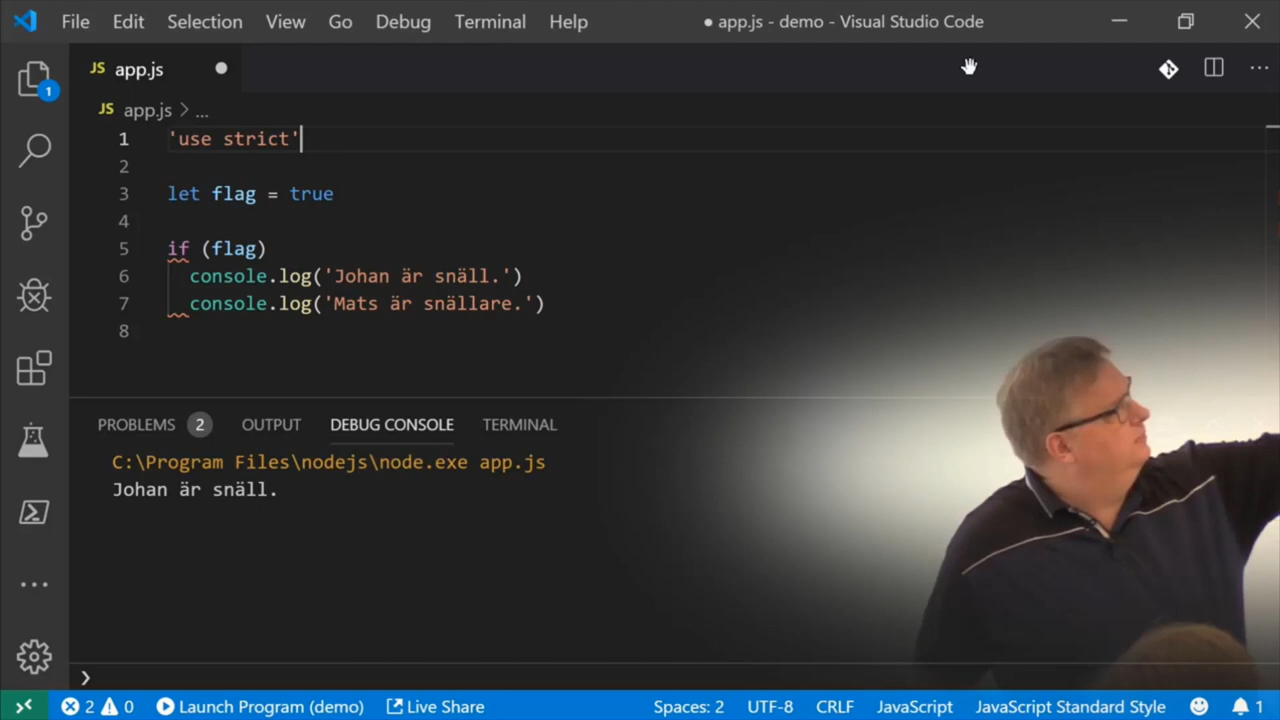 File Edit Selection View Go Debug Terminal Help ● app.js - demo - Visual Studio Code
JS app.js ●
1
JS app.js > ...
1 'use strict'
2
3 let flag = true
4
5 if (flag)
6 console.log('Johan är snäll.')
7 console.log('Mats är snällare.')
8
PROBLEMS 2 OUTPUT DEBUG CONSOLE TERMINAL
C:\Program Files\nodejs\node.exe app.js
Johan är snäll.
2 0 Launch Program (demo) Live Share Spaces: 2 UTF-8 CRLF JavaScript JavaScript Standard Style 1